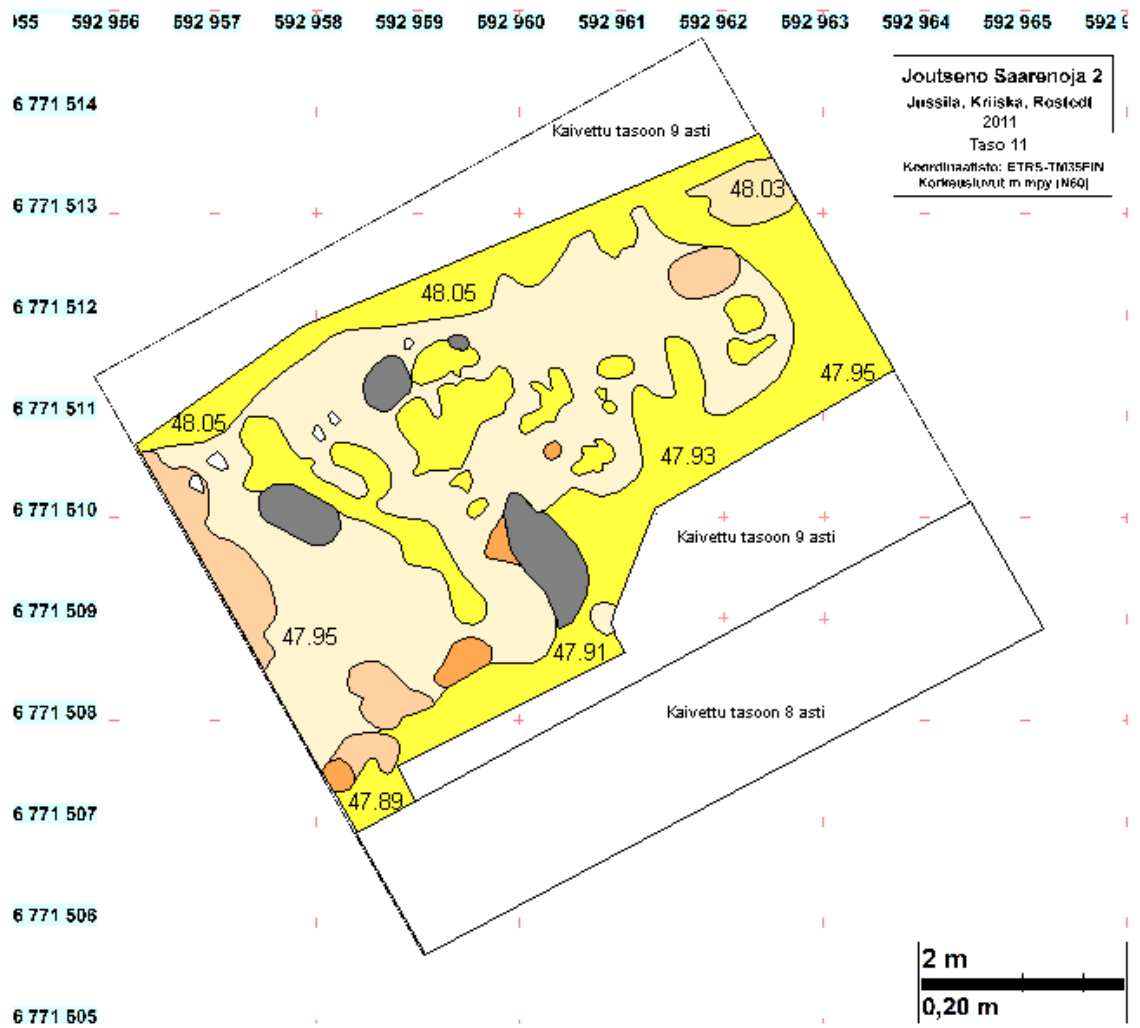 955 592 956 592 957 592 958 592 959 592 960 592 961 592 962 592 963 592 964 592 965 592 9
Joutseno Saarenoja 2
Jussila, Kriiska, Rostedt
2011
Taso 11
Koordinaatisto: ETRS-TM35FIN
Korkeusluvut m mpy (N60)
6 771 514
Kaivettu tasoon 9 asti
48.03
6 771 513
48.05
6 771 512
47.95
6 771 511
48.05
47.93
6 771 510
Kaivettu tasoon 9 asti
6 771 509
47.95
47.91
6 771 508
Kaivettu tasoon 8 asti
47.89
6 771 507
6 771 506
2 m
0,20 m
6 771 505